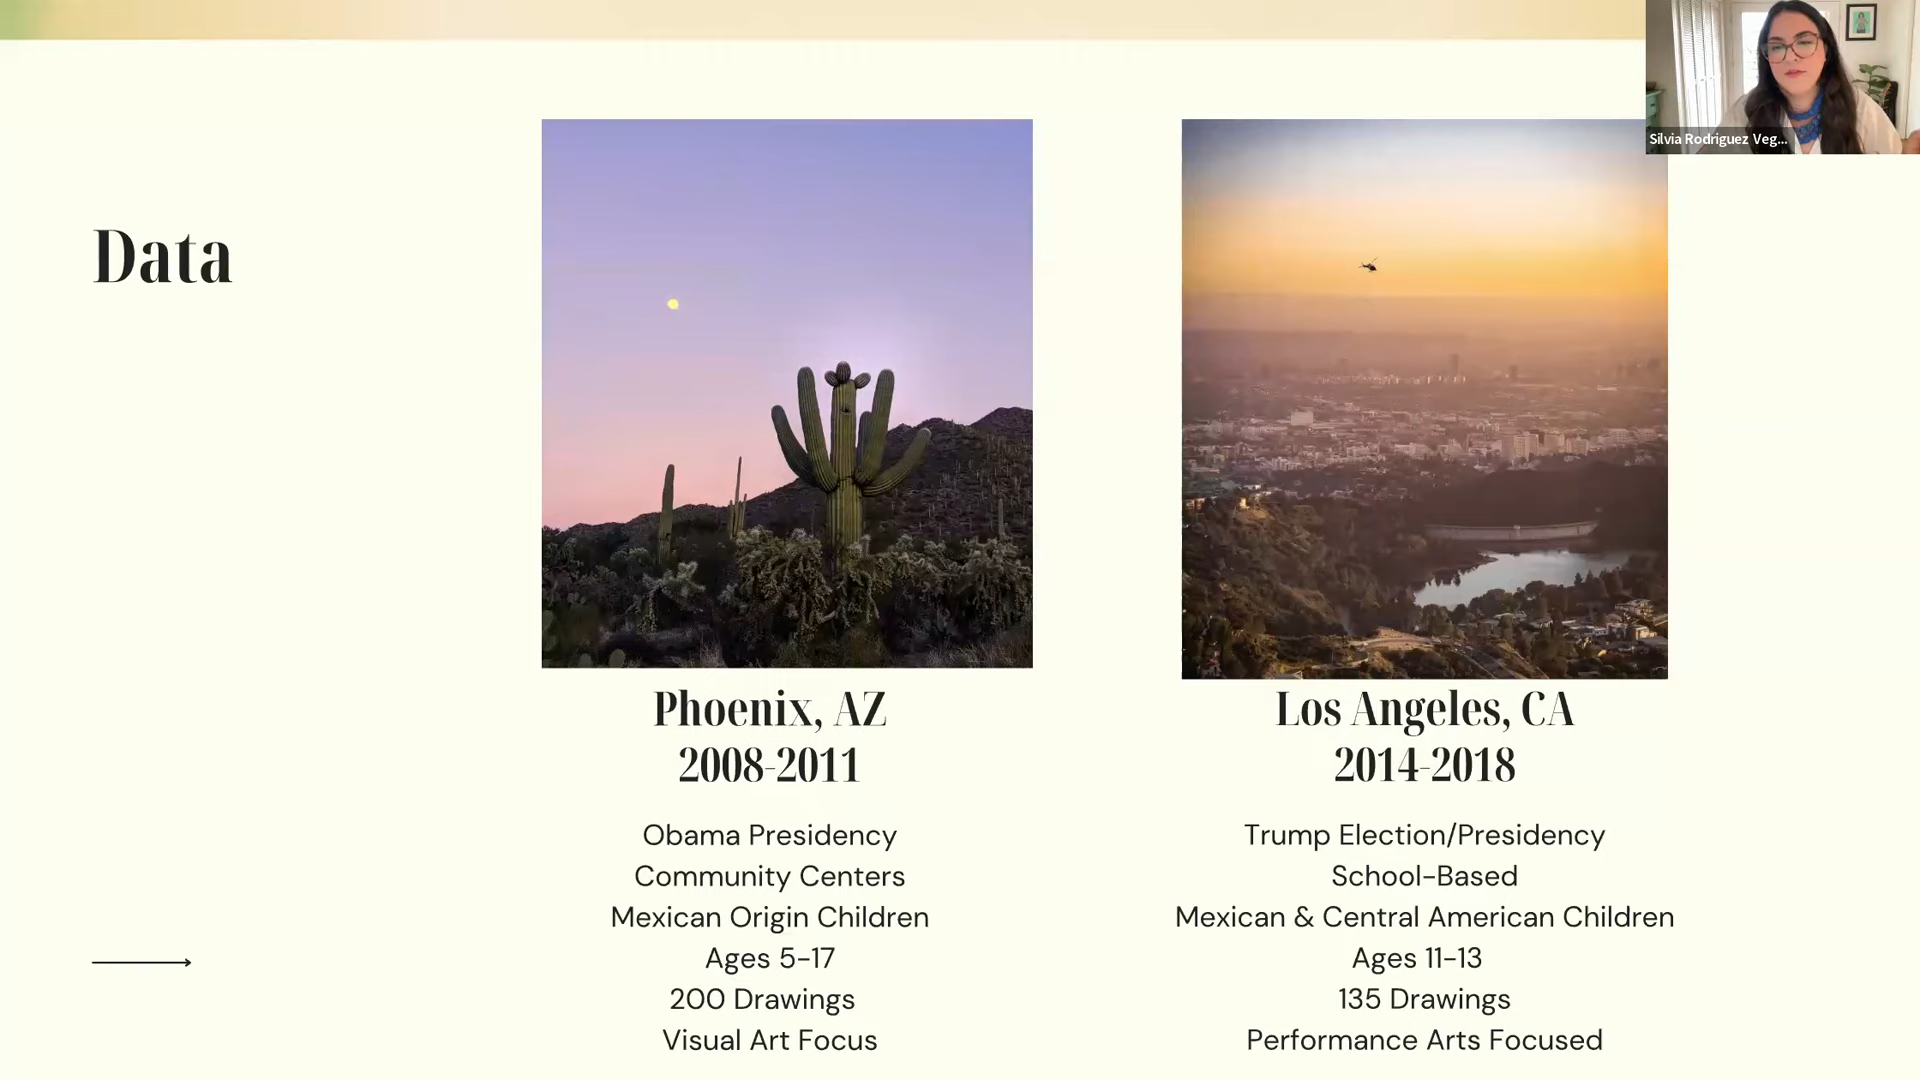 Silvia Rodriguez Veg...
Data
Phoenix, AZ
2008-2011
Obama Presidency
Community Centers
Mexican Origin Children
Ages 5-17
200 Drawings
Visual Art Focus
Los Angeles, CA
2014-2018
Trump Election/Presidency
School-Based
Mexican & Central American Children
Ages 11-13
135 Drawings
Performance Arts Focused